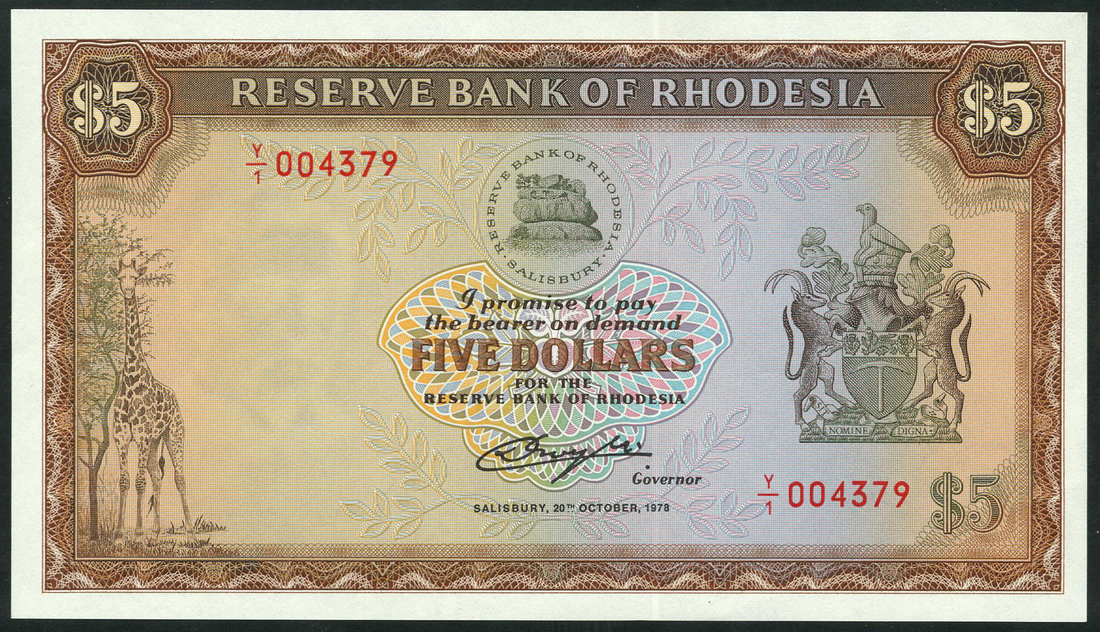 $5
RESERVE BANK OF RHODESIA
$5
Y/1 004379
RESERVE BANK OF RHODESIA
· SALISBURY ·
I promise to pay
the bearer on demand
FIVE DOLLARS
FOR THE
RESERVE BANK OF RHODESIA
SIT
NOMINE
DIGNA
Governor
SALISBURY, 20TH OCTOBER, 1978
Y/1 004379
$5